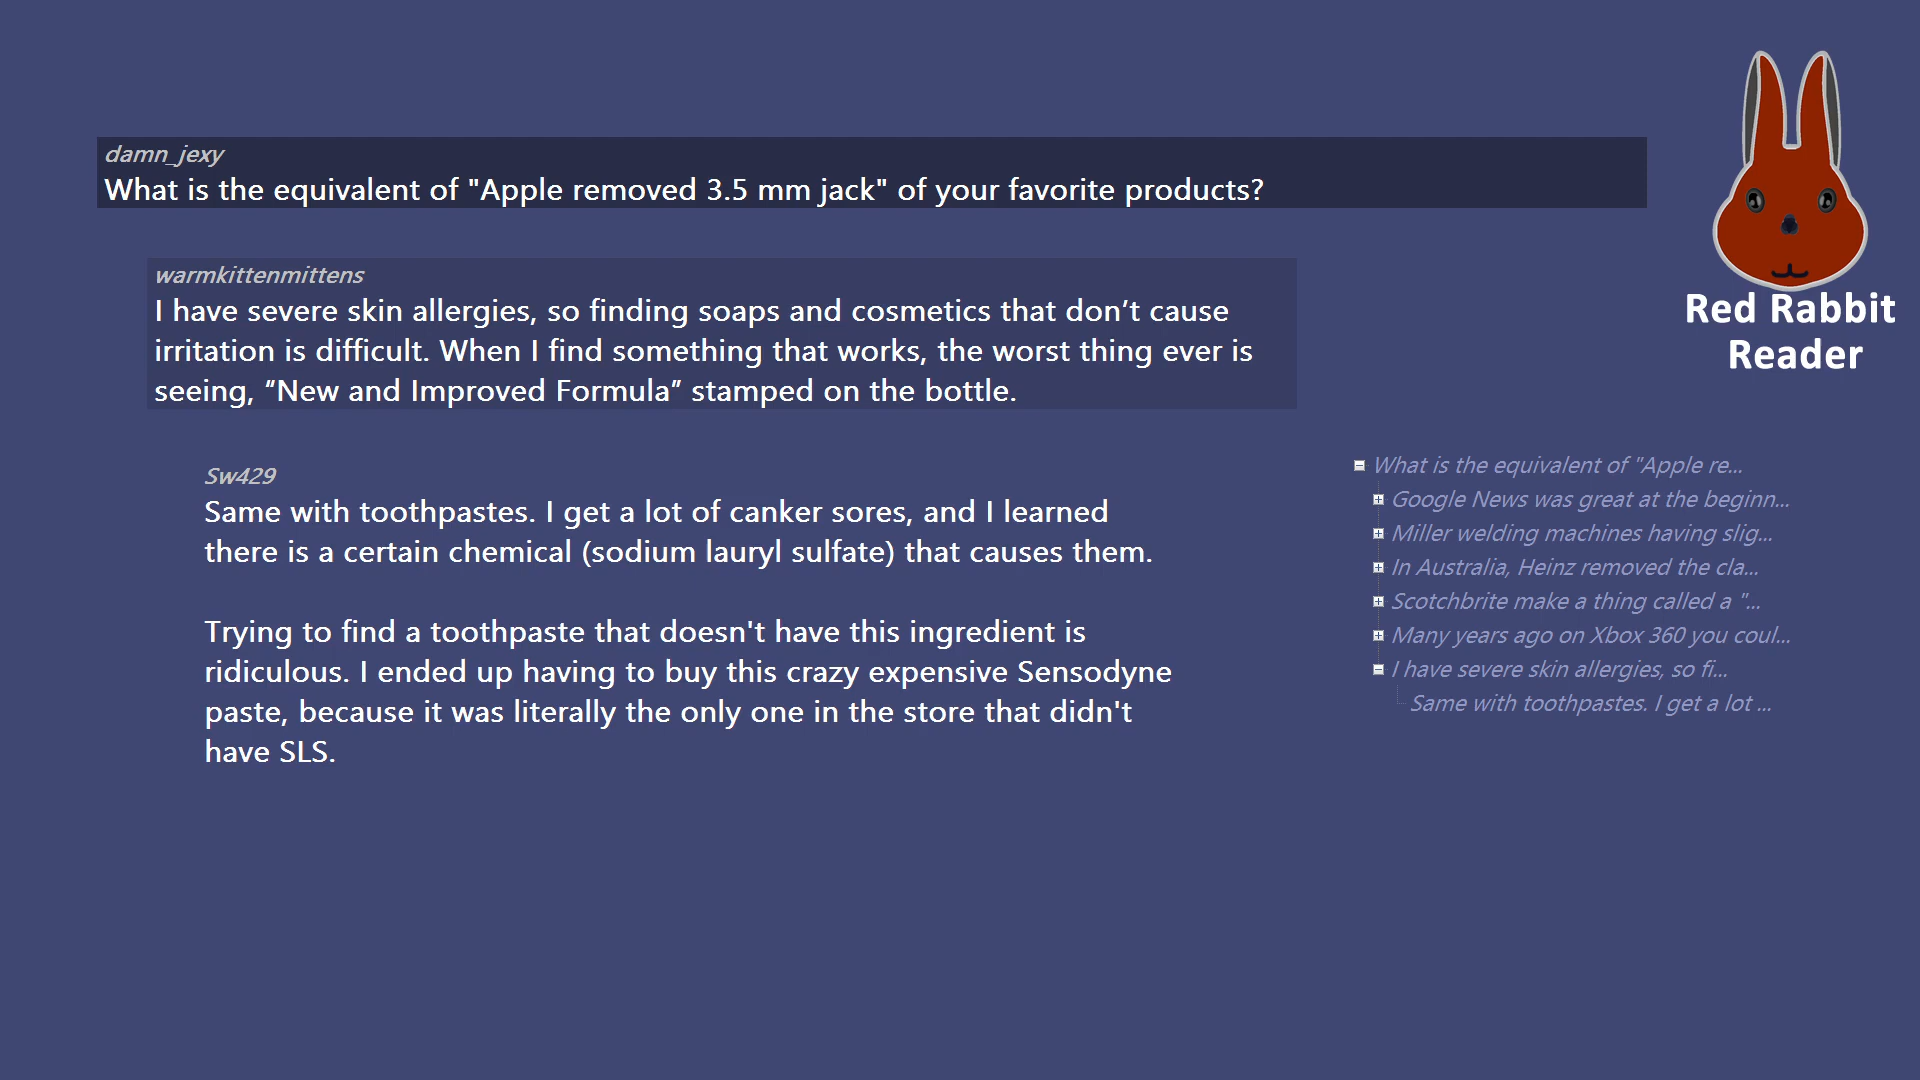 damn_jexy
What is the equivalent of "Apple removed 3.5 mm jack" of your favorite products?
warmkittenmittens
I have severe skin allergies, so finding soaps and cosmetics that don’t cause
irritation is difficult. When I find something that works, the worst thing ever is
seeing, “New and Improved Formula” stamped on the bottle.
Sw429
Same with toothpastes. I get a lot of canker sores, and I learned
there is a certain chemical (sodium lauryl sulfate) that causes them.
Trying to find a toothpaste that doesn't have this ingredient is
ridiculous. I ended up having to buy this crazy expensive Sensodyne
paste, because it was literally the only one in the store that didn't
have SLS.
Red Rabbit
Reader
What is the equivalent of "Apple re...
Google News was great at the beginn...
Miller welding machines having slig...
In Australia, Heinz removed the cla...
Scotchbrite make a thing called a "...
Many years ago on Xbox 360 you coul...
I have severe skin allergies, so fi...
Same with toothpastes. I get a lot ...